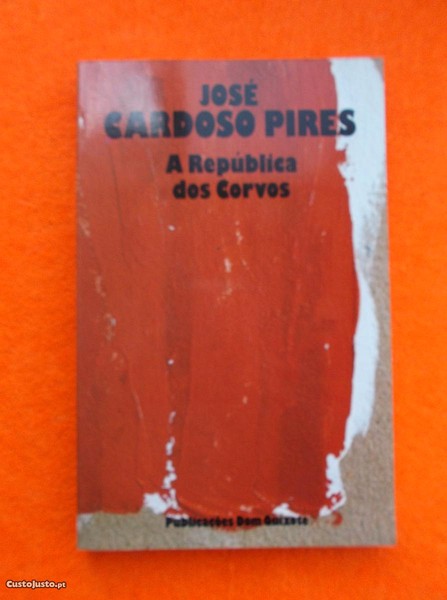 JOSÉ
CARDOSO PIRES
A República
dos Corvos
Publicações Dom Quixote
CustoJusto.pt